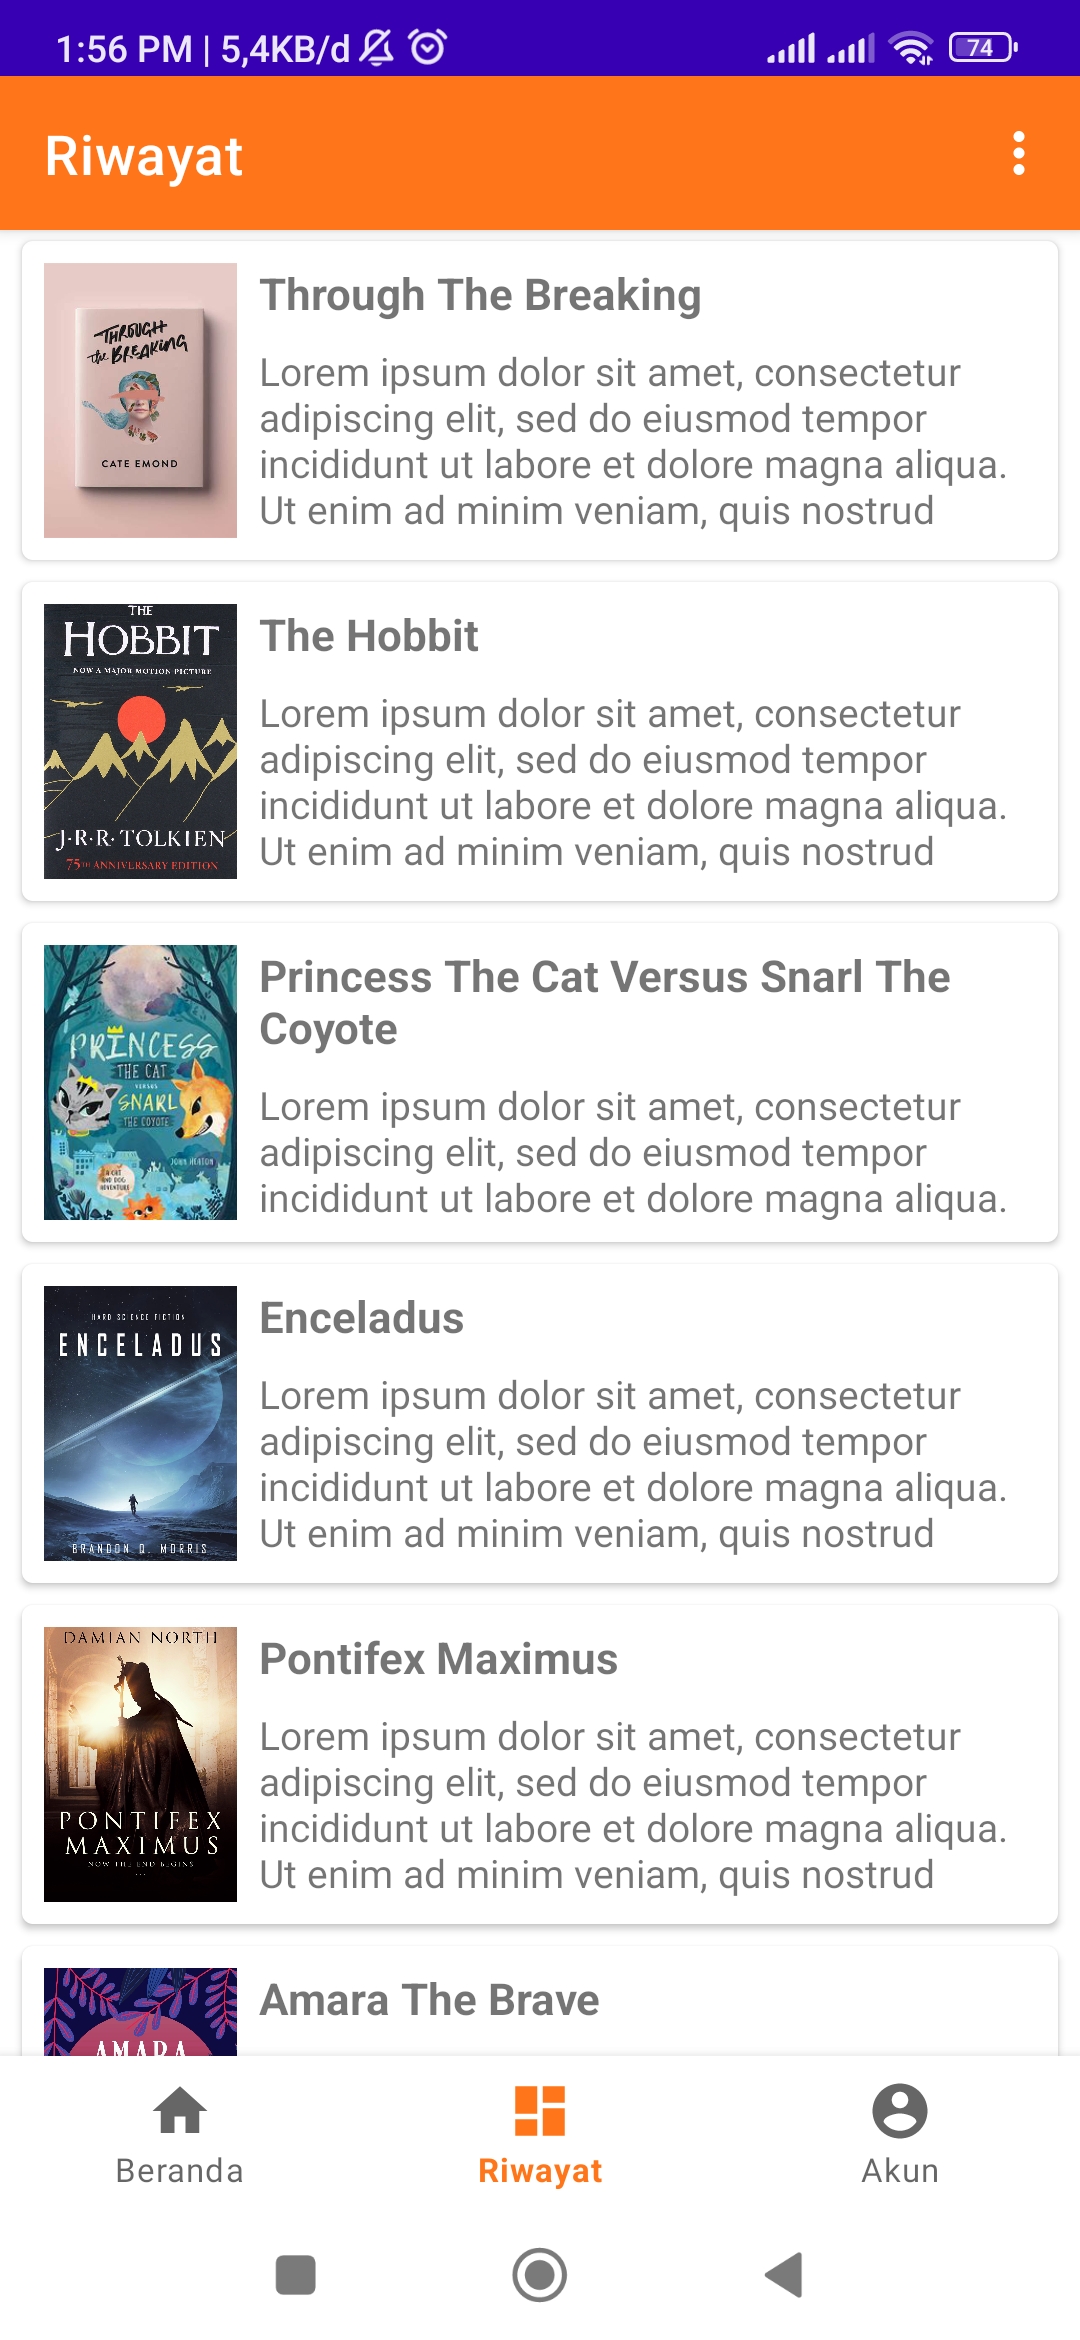 1:56 PM | 5,4KB/d
74
Riwayat
THROUGH
the BREAKING
CATE EMOND
Through The Breaking
Lorem ipsum dolor sit amet, consectetur
adipiscing elit, sed do eiusmod tempor
incididunt ut labore et dolore magna aliqua.
Ut enim ad minim veniam, quis nostrud
THE
HOBBIT
NOW A MAJOR MOTION PICTURE
J·R·R·TOLKIEN
75TH ANNIVERSARY EDITION
The Hobbit
Lorem ipsum dolor sit amet, consectetur
adipiscing elit, sed do eiusmod tempor
incididunt ut labore et dolore magna aliqua.
Ut enim ad minim veniam, quis nostrud
PRINCESS
THE CAT
VERSUS
SNARL
THE COYOTE
JOHN HEATON
A CAT
AND DOG
ADVENTURE
Princess The Cat Versus Snarl The
Coyote
Lorem ipsum dolor sit amet, consectetur
adipiscing elit, sed do eiusmod tempor
incididunt ut labore et dolore magna aliqua.
HARD SCIENCE FICTION
ENCELADUS
BRANDON Q. MORRIS
Enceladus
Lorem ipsum dolor sit amet, consectetur
adipiscing elit, sed do eiusmod tempor
incididunt ut labore et dolore magna aliqua.
Ut enim ad minim veniam, quis nostrud
DAMIAN NORTH
PONTIFEX
MAXIMUS
NOW THE END BEGINS
...
Pontifex Maximus
Lorem ipsum dolor sit amet, consectetur
adipiscing elit, sed do eiusmod tempor
incididunt ut labore et dolore magna aliqua.
Ut enim ad minim veniam, quis nostrud
AMARA
Amara The Brave
Beranda
Riwayat
Akun